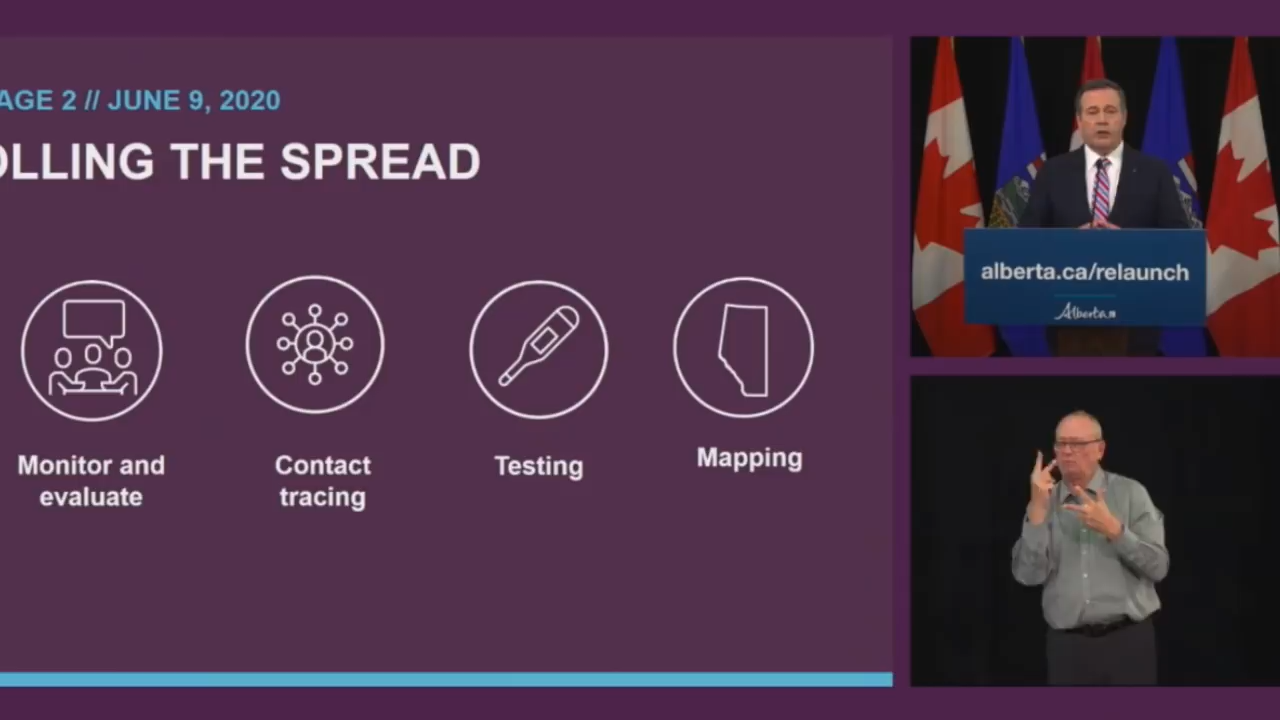 AGE 2 // JUNE 9, 2020
OLLING THE SPREAD
Monitor and
evaluate
Contact
tracing
Testing
Mapping
alberta.ca/relaunch
Alberta